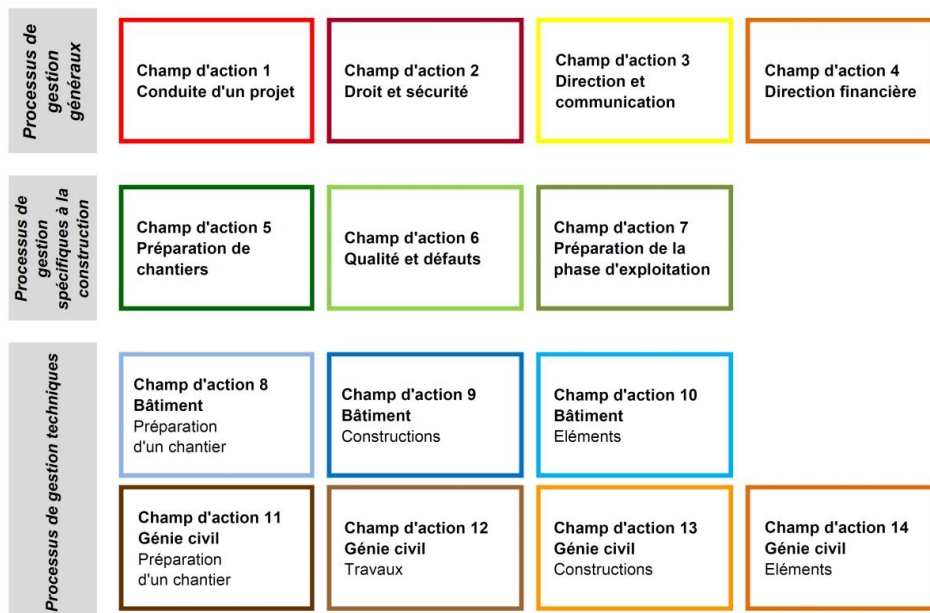 Processus de
gestion
généraux
Champ d'action 1
Conduite d'un projet
Champ d'action 2
Droit et sécurité
Champ d'action 3
Direction et
communication
Champ d'action 4
Direction financière
Processus de
gestion
spécifiques à la
construction
Champ d'action 5
Préparation de
chantiers
Champ d'action 6
Qualité et défauts
Champ d'action 7
Préparation de la
phase d'exploitation
Processus de gestion techniques
Champ d'action 8
Bâtiment
Préparation
d'un chantier
Champ d'action 9
Bâtiment
Constructions
Champ d'action 10
Bâtiment
Eléments
Champ d'action 11
Génie civil
Préparation
d'un chantier
Champ d'action 12
Génie civil
Travaux
Champ d'action 13
Génie civil
Constructions
Champ d'action 14
Génie civil
Eléments